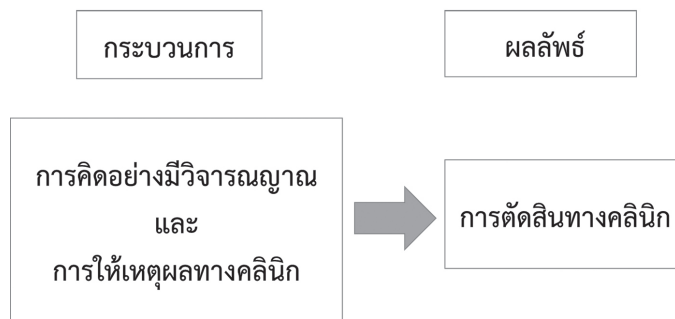 กระบวนการ
ผลลัพธ์
การคิดอย่างมีวิจารณญาณ
และ
การให้เหตุผลทางคลินิก
การตัดสินทางคลินิก